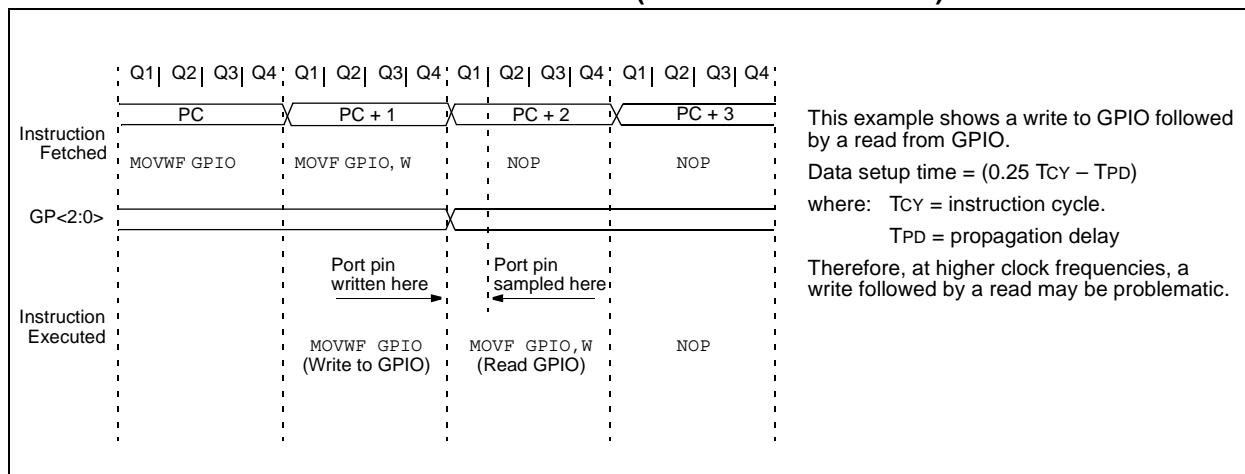 Q1| Q2| Q3| Q4 Q1| Q2| Q3| Q4 Q1| Q2| Q3| Q4 Q1| Q2| Q3| Q4
PC PC + 1 PC + 2 PC + 3
Instruction
Fetched
MOVWF GPIO MOVF GPIO, W NOP NOP
GP<2:0>
Port pin
written here
Port pin
sampled here
Instruction
Executed
MOVWF GPIO
(Write to GPIO)
MOVF GPIO,W
(Read GPIO)
NOP
This example shows a write to GPIO followed
by a read from GPIO.
Data setup time = (0.25 TCY – TPD)
where: TCY = instruction cycle.
TPD = propagation delay
Therefore, at higher clock frequencies, a
write followed by a read may be problematic.